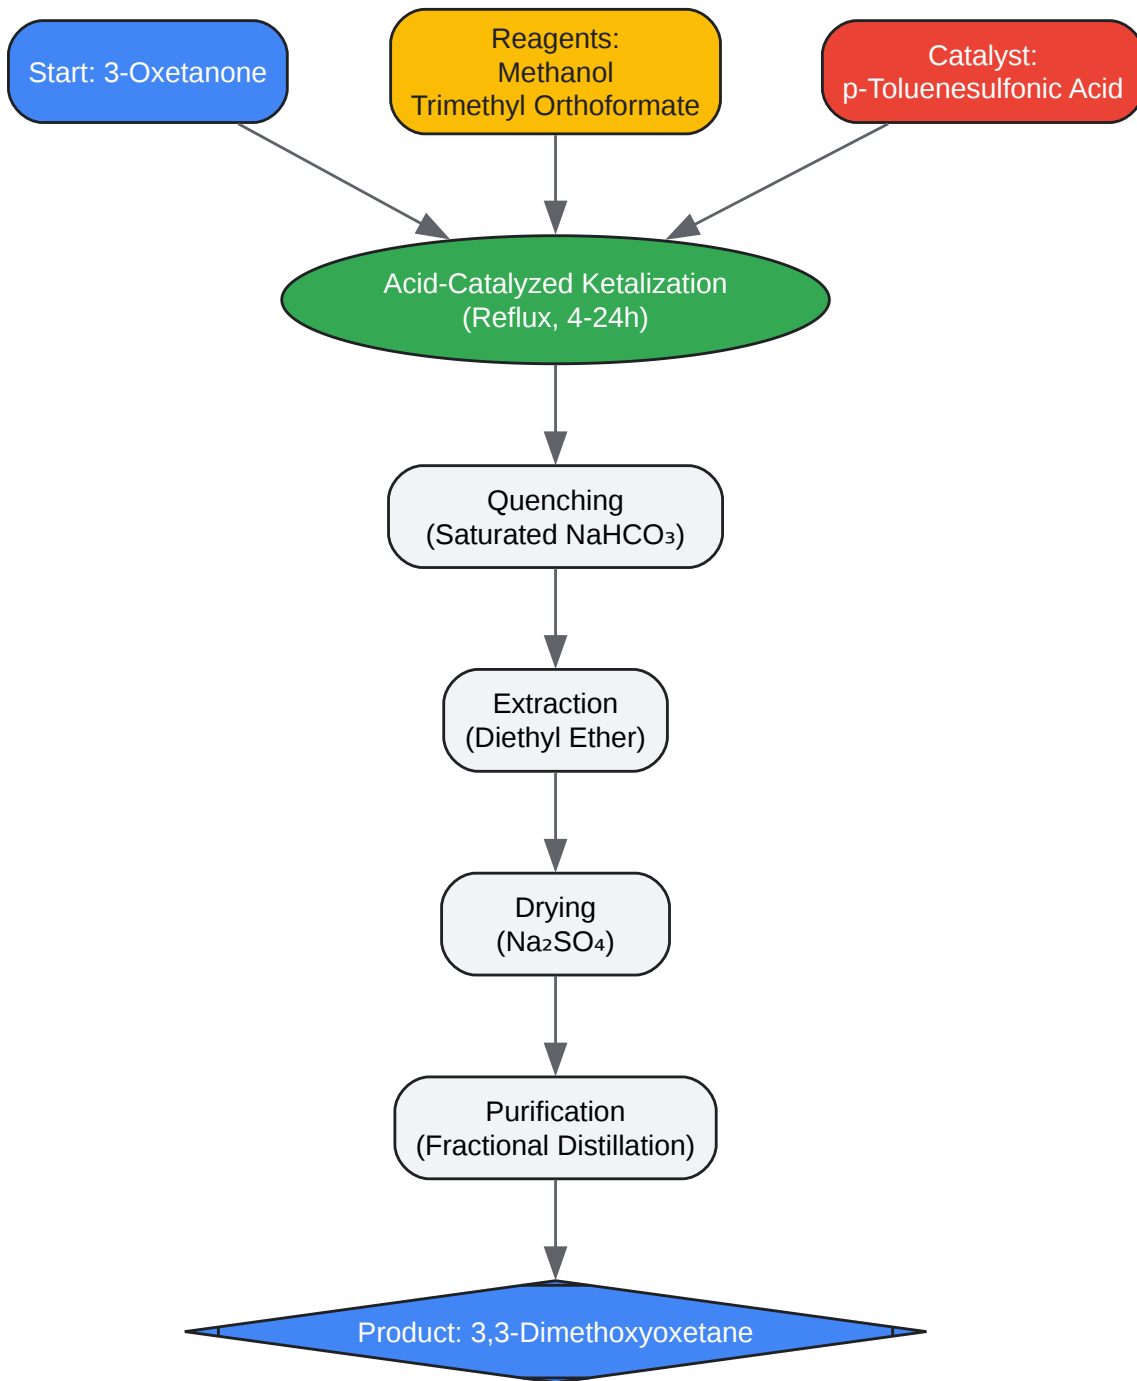 Start: 3-Oxetanone
Reagents:
Methanol
Trimethyl Orthoformate
Catalyst:
p-Toluenesulfonic Acid
Acid-Catalyzed Ketalization
(Reflux, 4-24h)
Quenching
(Saturated NaHCO₃)
Extraction
(Diethyl Ether)
Drying
(Na₂SO₄)
Purification
(Fractional Distillation)
Product: 3,3-Dimethoxyoxetane